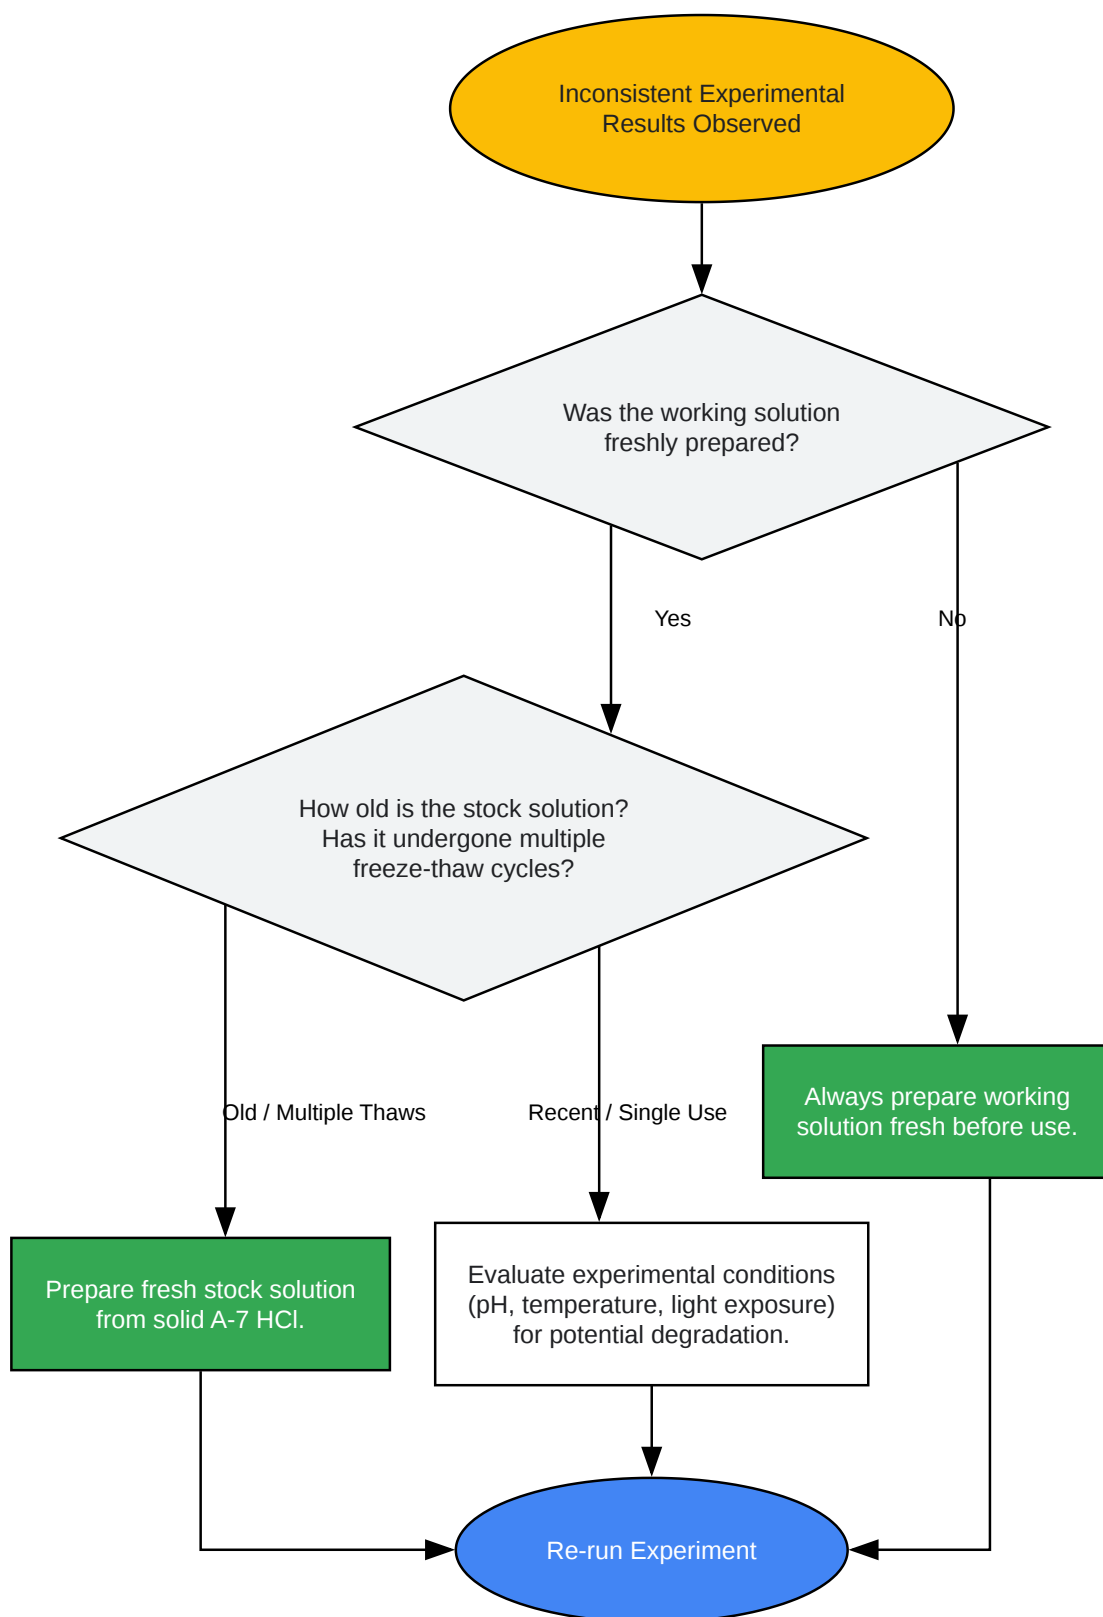 Inconsistent Experimental
Results Observed
Was the working solution
freshly prepared?
Yes
No
How old is the stock solution?
Has it undergone multiple
freeze-thaw cycles?
Old / Multiple Thaws
Recent / Single Use
Always prepare working
solution fresh before use.
Prepare fresh stock solution
from solid A-7 HCl.
Evaluate experimental conditions
(pH, temperature, light exposure)
for potential degradation.
Re-run Experiment